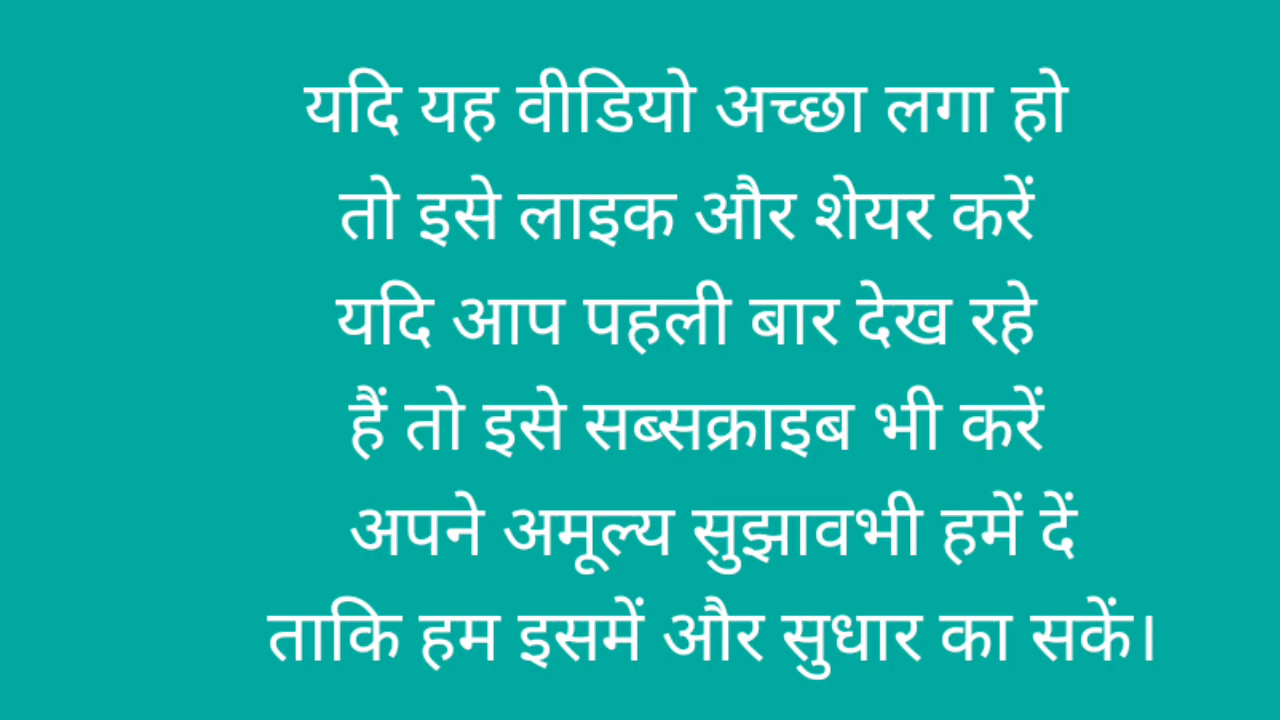 यदि यह वीडियो अच्छा लगा हो
तो इसे लाइक और शेयर करें
यदि आप पहली बार देख रहे
हैं तो इसे सब्सक्राइब भी करें
अपने अमूल्य सुझावभी हमें दें
ताकि हम इसमें और सुधार का सकें।